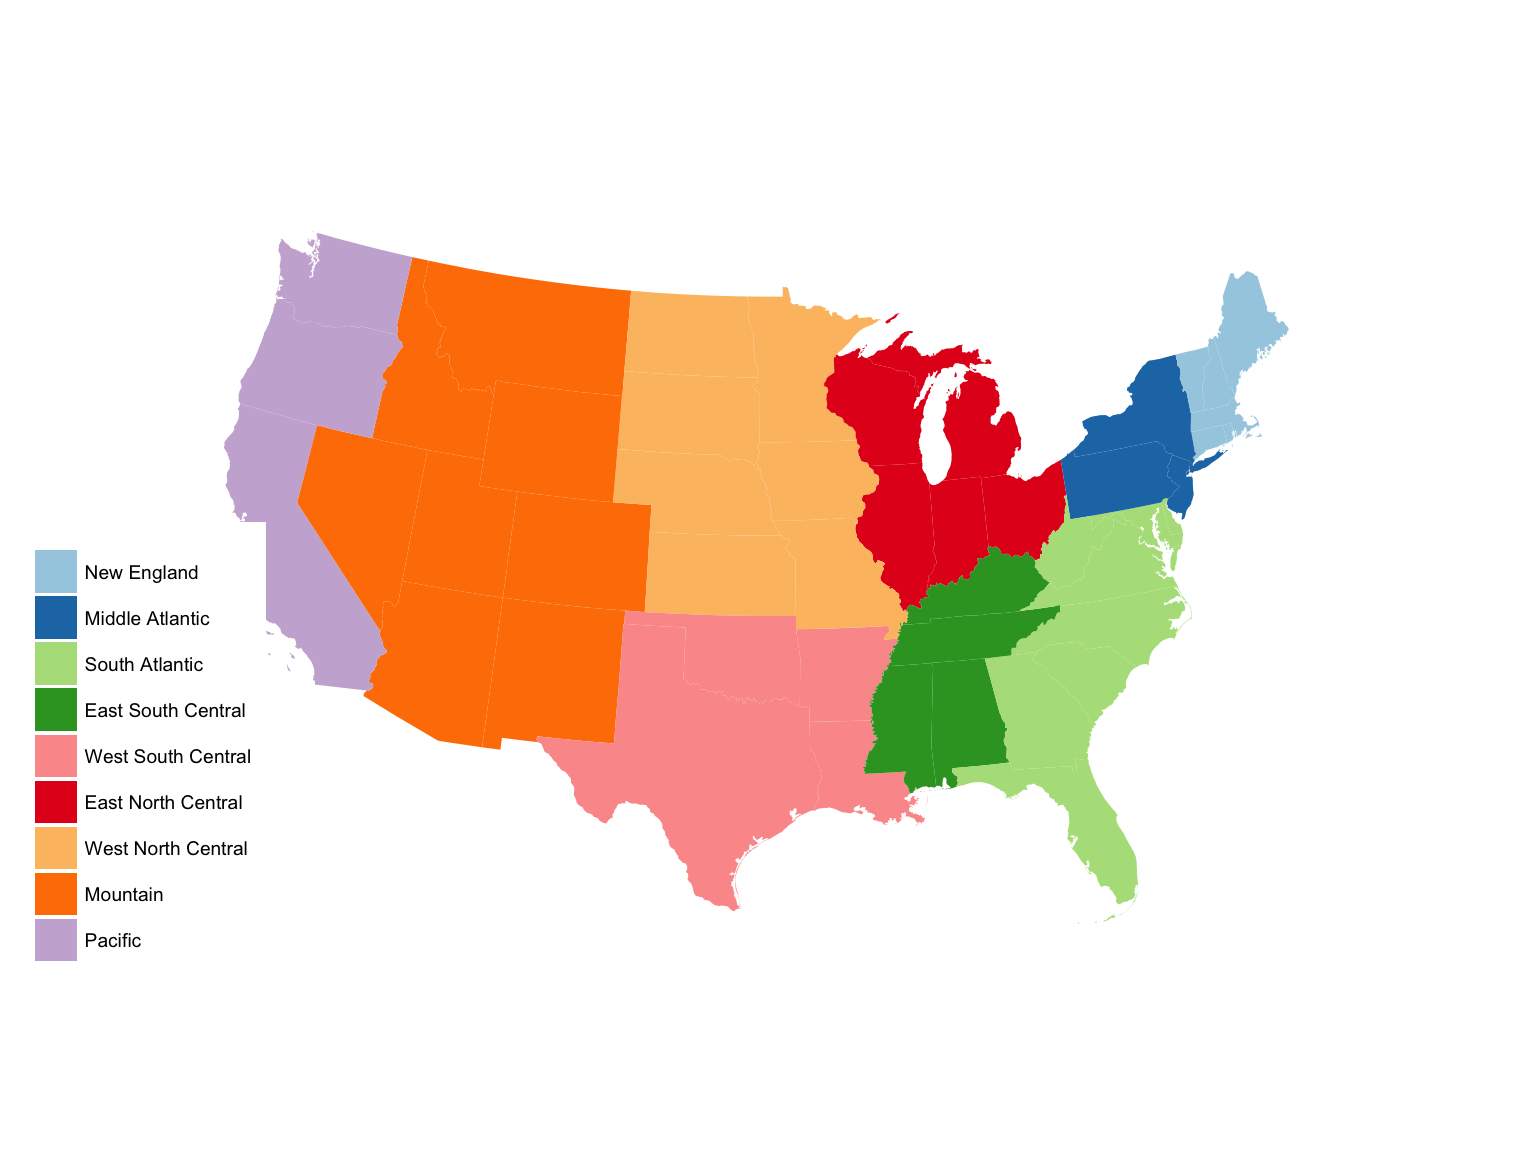 New England
Middle Atlantic
South Atlantic
East South Central
West South Central
East North Central
West North Central
Mountain
Pacific